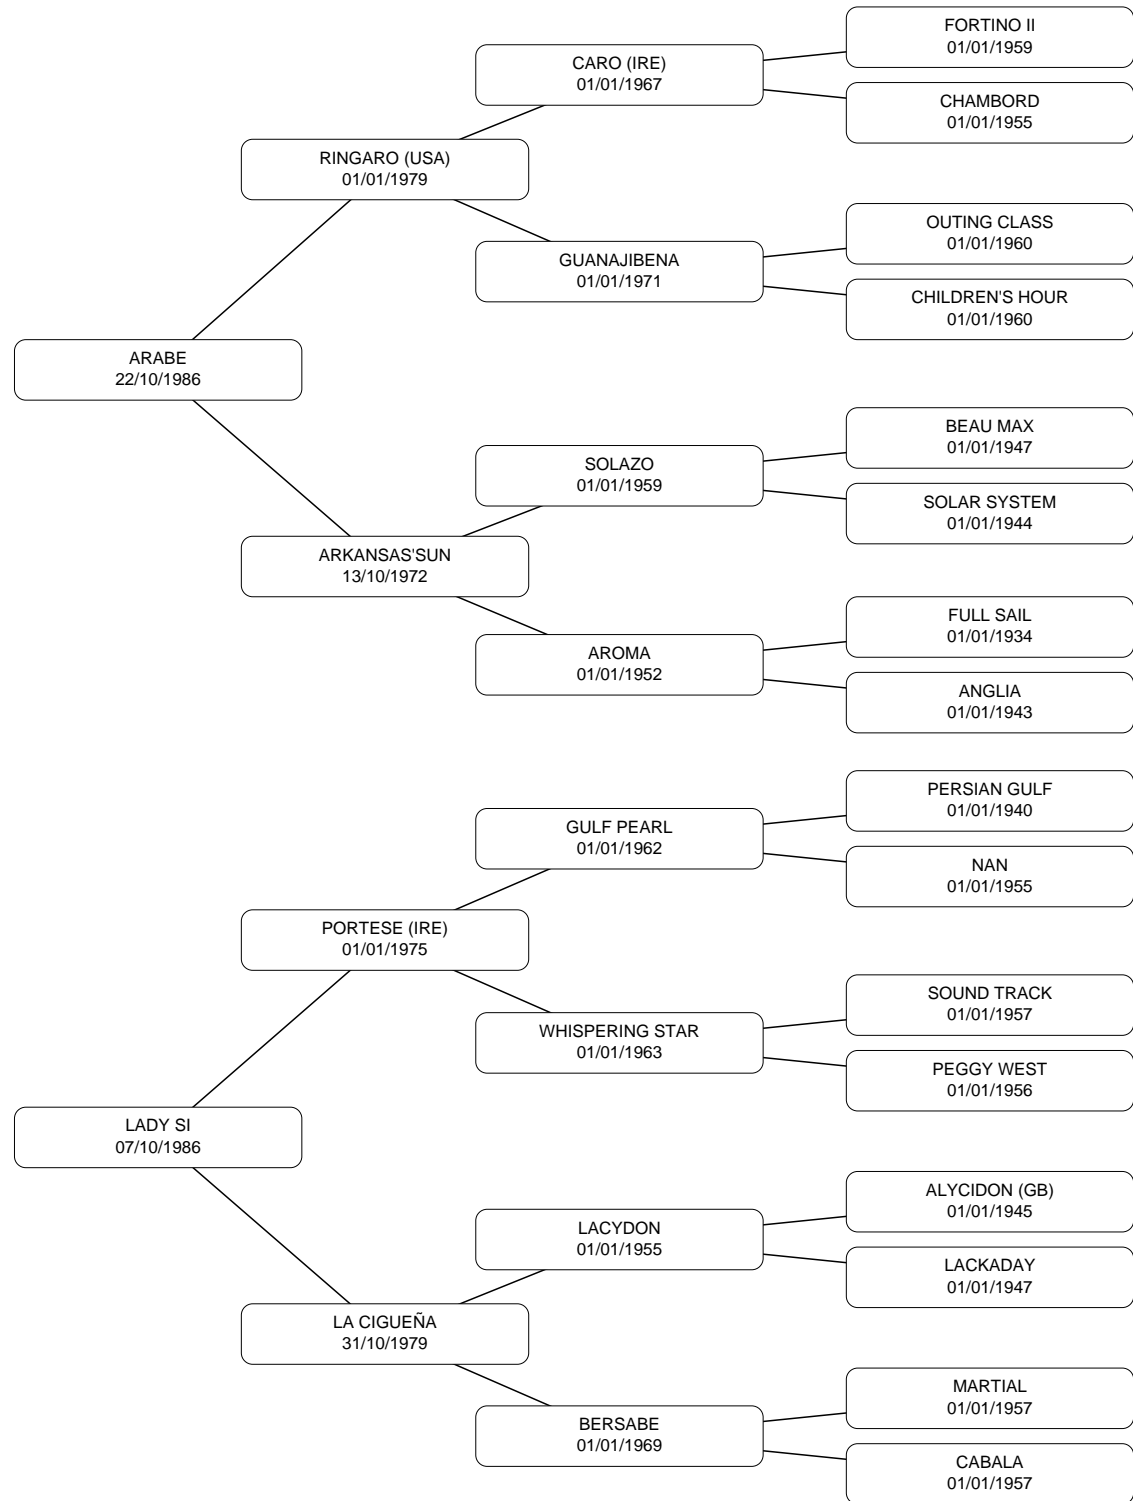 FORTINO II
01/01/1959
CARO (IRE)
01/01/1967
CHAMBORD
01/01/1955
RINGARO (USA)
01/01/1979
OUTING CLASS
01/01/1960
GUANAJIBENA
01/01/1971
CHILDREN'S HOUR
01/01/1960
ARABE
22/10/1986
BEAU MAX
01/01/1947
SOLAZO
01/01/1959
SOLAR SYSTEM
01/01/1944
ARKANSAS'SUN
13/10/1972
FULL SAIL
01/01/1934
AROMA
01/01/1952
ANGLIA
01/01/1943
PERSIAN GULF
01/01/1940
GULF PEARL
01/01/1962
NAN
01/01/1955
PORTESE (IRE)
01/01/1975
SOUND TRACK
01/01/1957
WHISPERING STAR
01/01/1963
PEGGY WEST
01/01/1956
LADY SI
07/10/1986
ALYCIDON (GB)
01/01/1945
LACYDON
01/01/1955
LACKADAY
01/01/1947
LA CIGUEÑA
31/10/1979
MARTIAL
01/01/1957
BERSABE
01/01/1969
CABALA
01/01/1957